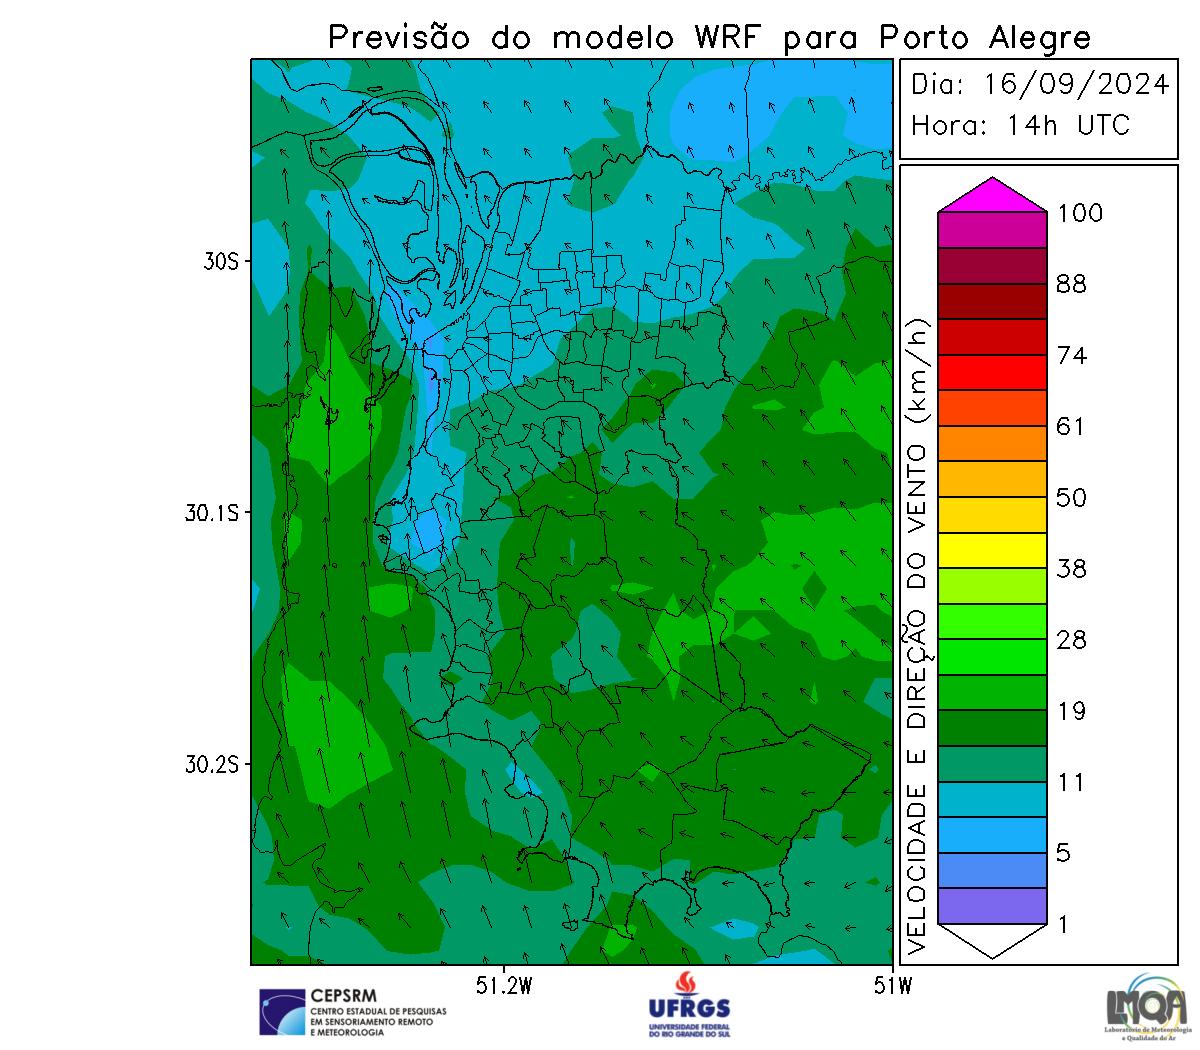 Previsão do modelo WRF para Porto Alegre
Dia: 16/09/2024
Hora: 14h UTC
30S
30.1S
30.2S
51.2W
51W
VELOCIDADE E DIREÇÃO DO VENTO (km/h)
100
88
74
61
50
38
28
19
11
5
1
CEPSRM
CENTRO ESTADUAL DE PESQUISAS
EM SENSORIAMENTO REMOTO
E METEOROLOGIA
UFRGS
UNIVERSIDADE FEDERAL
DO RIO GRANDE DO SUL
LMQA
Laboratório de Meteorologia
e Qualidade do Ar